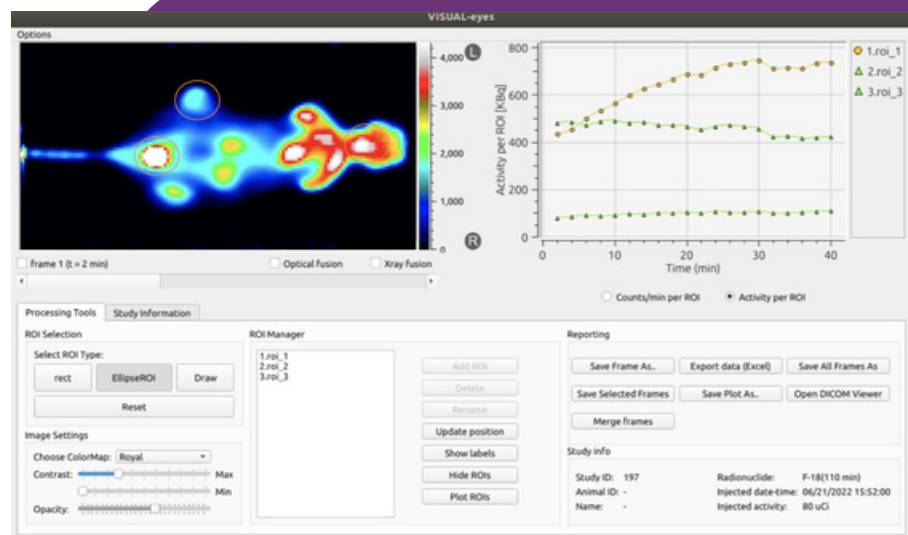 VISUAL-eyes
Options
4,000
3,000
2,000
1,000
0
L
R
800
600
400
200
0
Activity per ROI [KBq]
0 10 20 30 40
Time (min)
1.roi_1
2.roi_2
3.roi_3
frame 1 (t = 2 min) Optical fusion Xray fusion
Counts/min per ROI Activity per ROI
Processing Tools Study Information
ROI Selection
Select ROI Type:
rect EllipseROI Draw
Reset
Image Settings
Choose ColorMap: Royal
Contrast: Max
Min
Opacity:
ROI Manager
1.roi_1
2.roi_2
3.roi_3
Add ROI
Delete
Rename
Update position
Show labels
Hide ROIs
Plot ROIs
Reporting
Save Frame As.. Export data (Excel) Save All Frames As
Save Selected Frames Save Plot As.. Open DICOM Viewer
Merge frames
Study info
Study ID: 197 Radionuclide: F-18(110 min)
Animal ID: - Injected date-time: 06/21/2022 15:52:00
Name: - Injected activity: 80 uCi